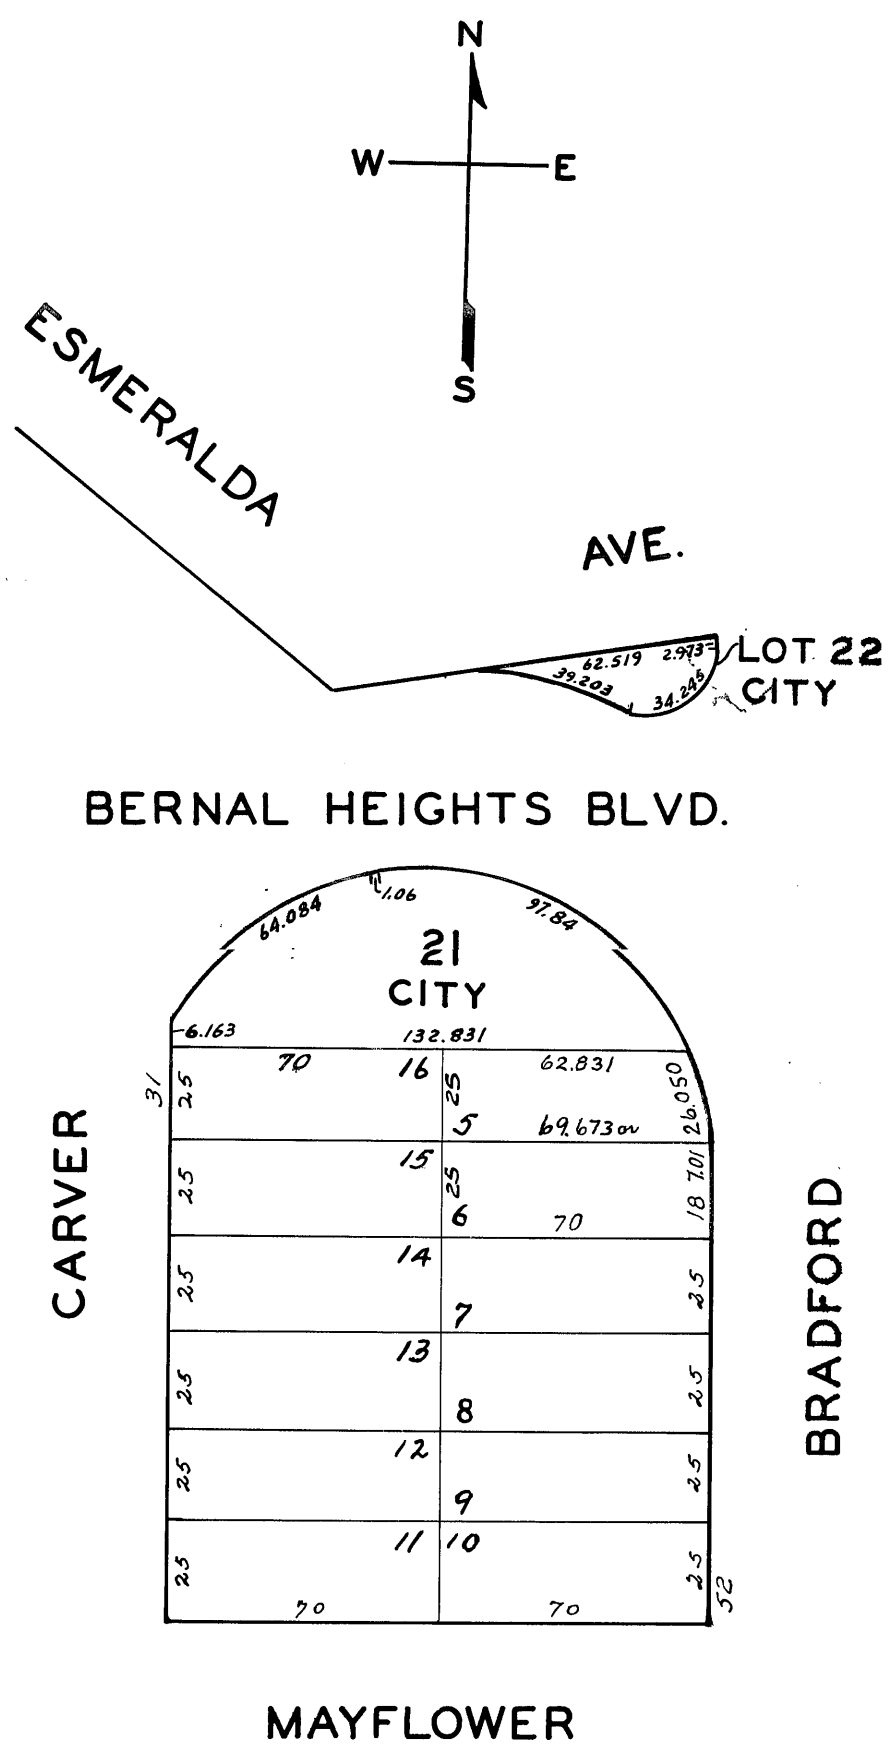 N
W E
S
ESMERALDA
AVE.
62.519 2.973
LOT 22
39.203
34.245
CITY
BERNAL HEIGHTS BLVD.
64.084 1.06 97.84
21
CITY
6.163 132.831
70 16 62.831
31 25 25 26.050
5 69.673
CARVER
15 7.01
25 25
6 70 18
BRADFORD
14
25 25
7
13
25 25
8
12
25 25
9
11 10
25 25
52
70 70
MAYFLOWER